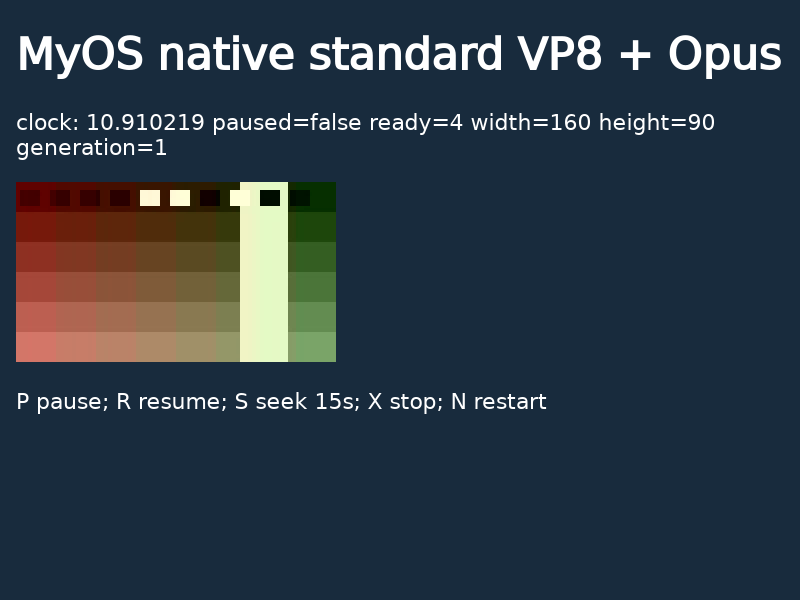 MyOS native standard VP8 + Opus
clock: 10.910219 paused=false ready=4 width=160 height=90
generation=1
P pause; R resume; S seek 15s; X stop; N restart